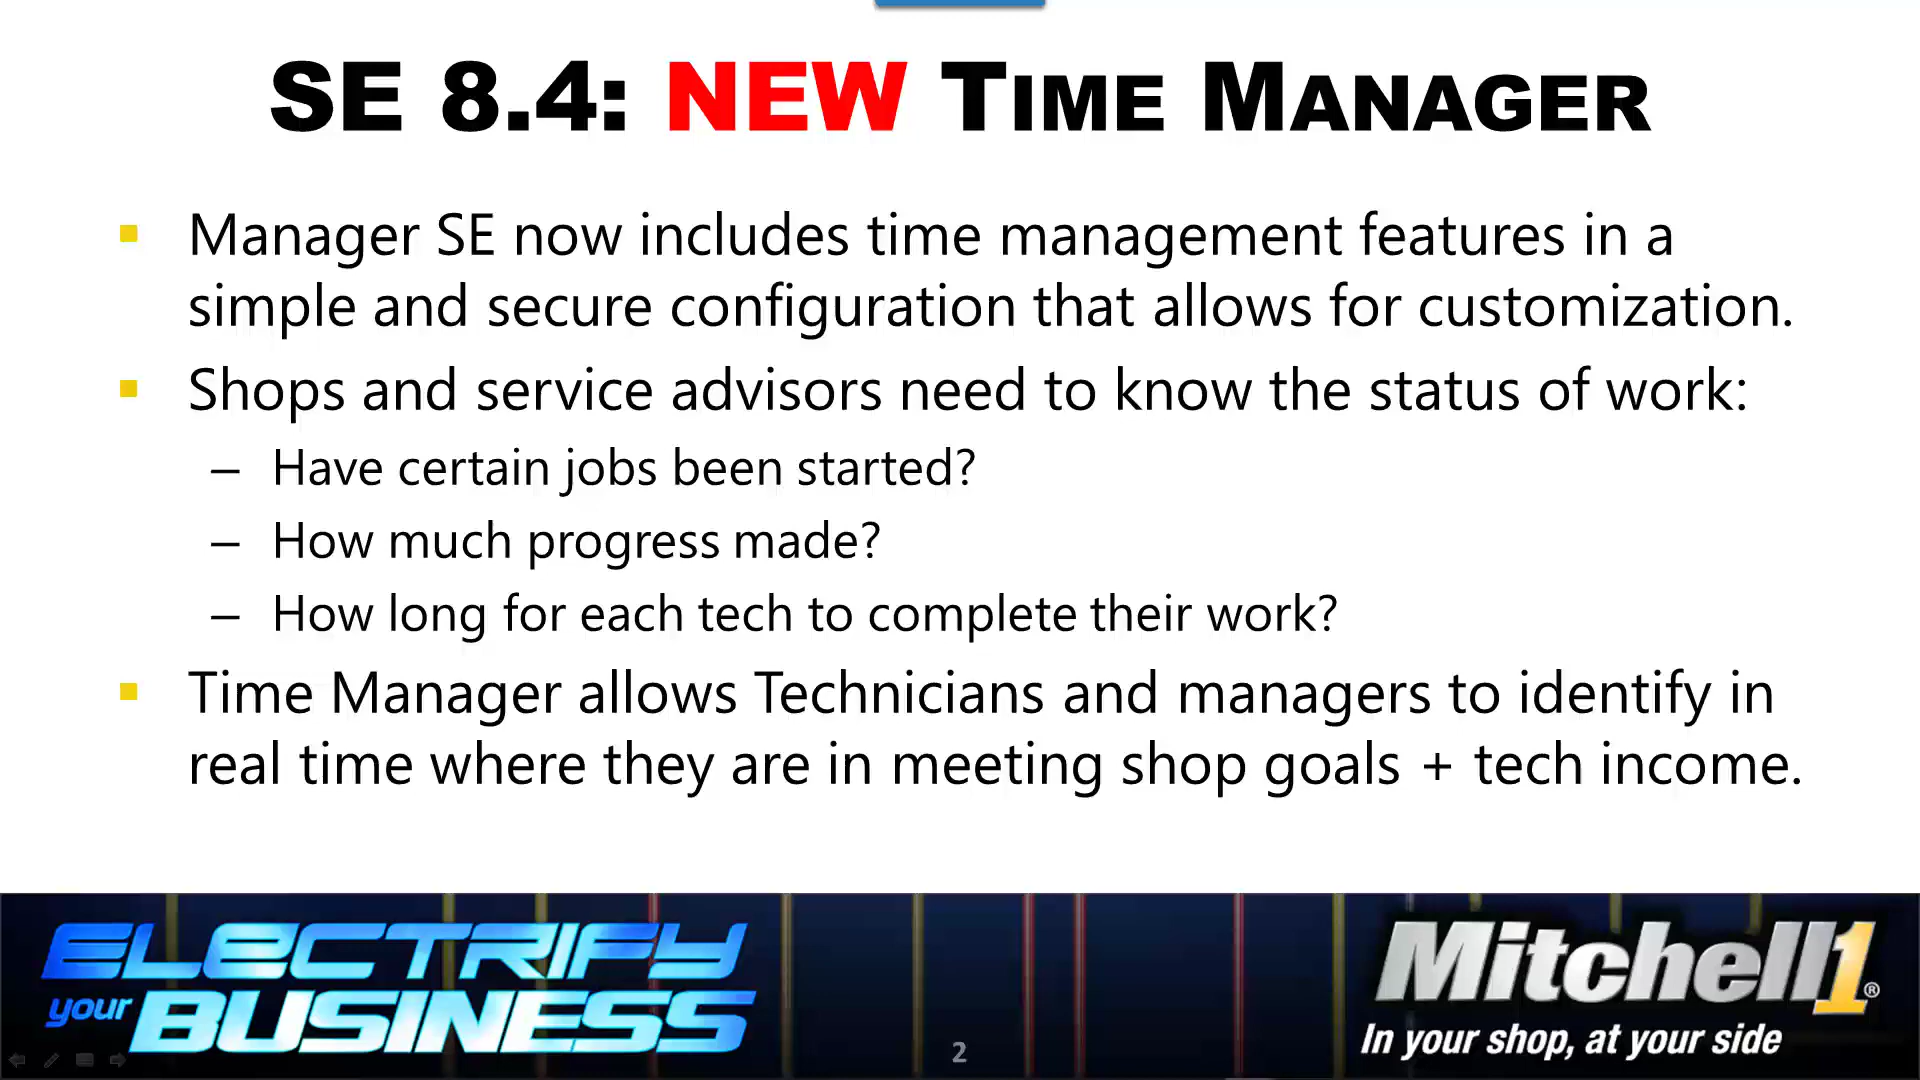 SE 8.4: NEW TIME MANAGER
▪ Manager SE now includes time management features in a
simple and secure configuration that allows for customization.
▪ Shops and service advisors need to know the status of work:
– Have certain jobs been started?
– How much progress made?
– How long for each tech to complete their work?
▪ Time Manager allows Technicians and managers to identify in
real time where they are in meeting shop goals + tech income.
ELECTRIFY
your BUSINESS
2
Mitchell1®
In your shop, at your side